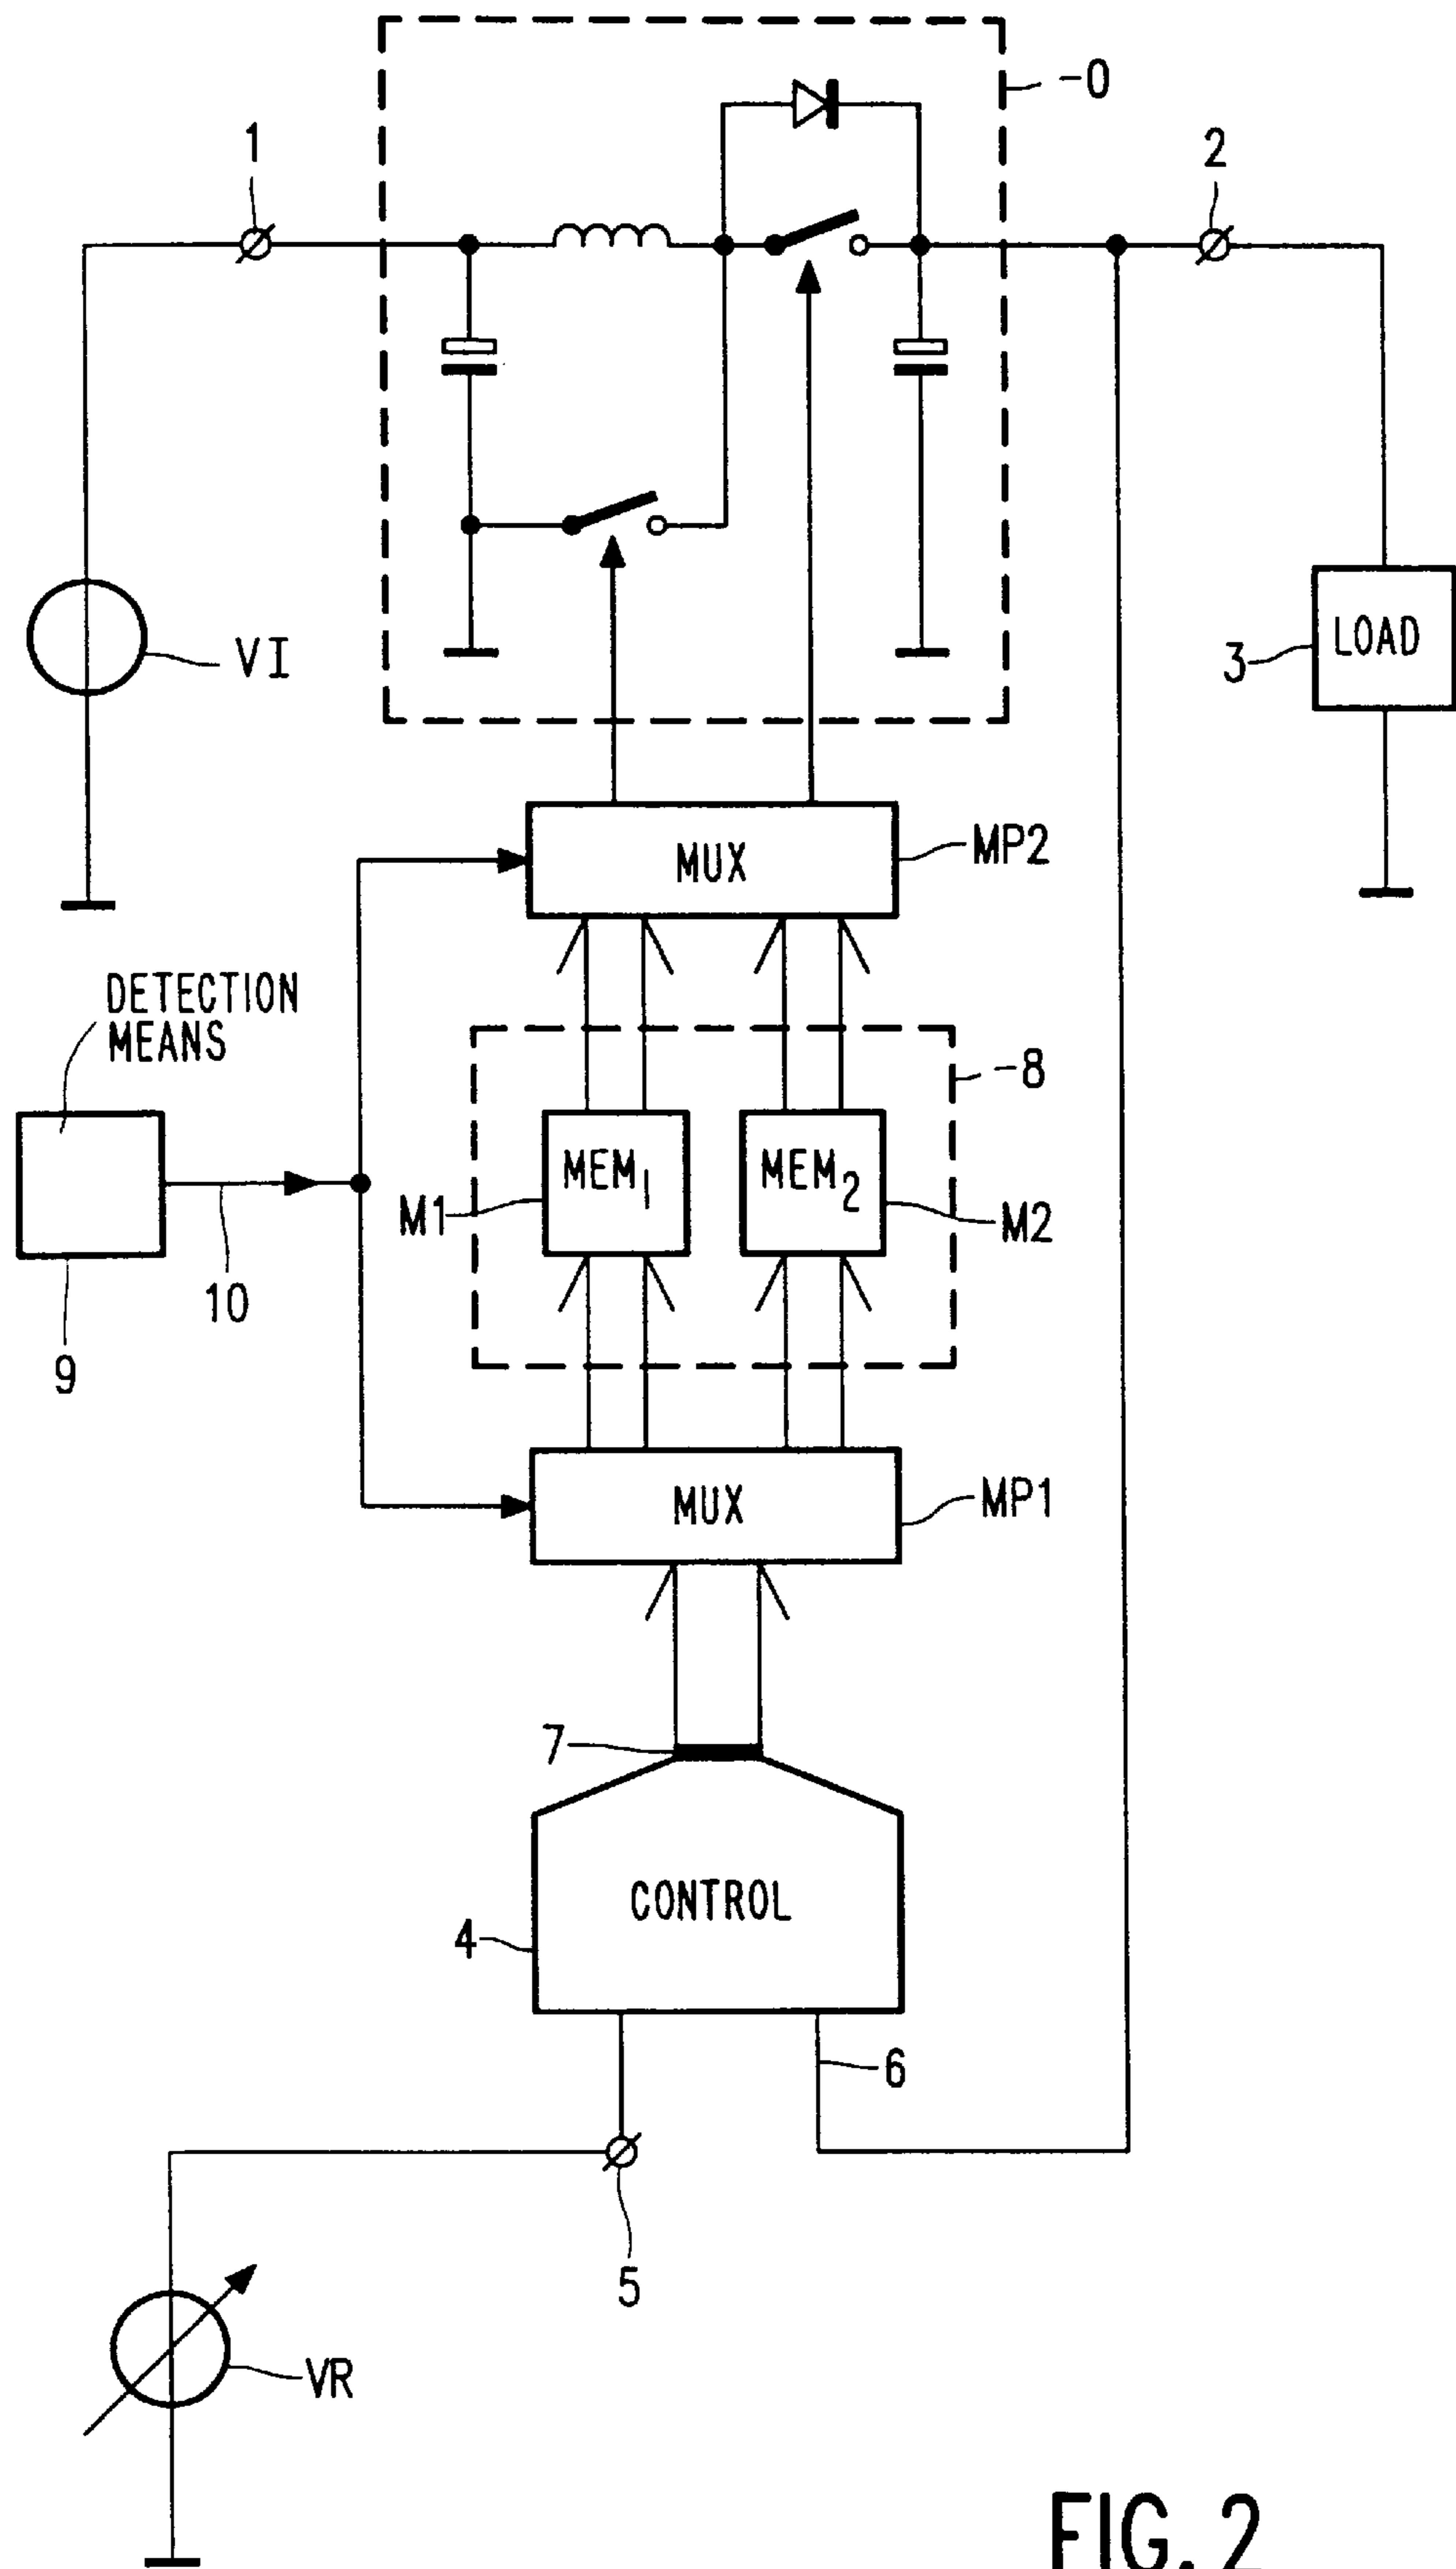 -0
1
2
VI
LOAD
3
MUX
MP2
DETECTION
MEANS
-8
MEM1
MEM2
M1
M2
10
9
MUX
MP1
7
CONTROL
4
6
5
VR
FIG. 2